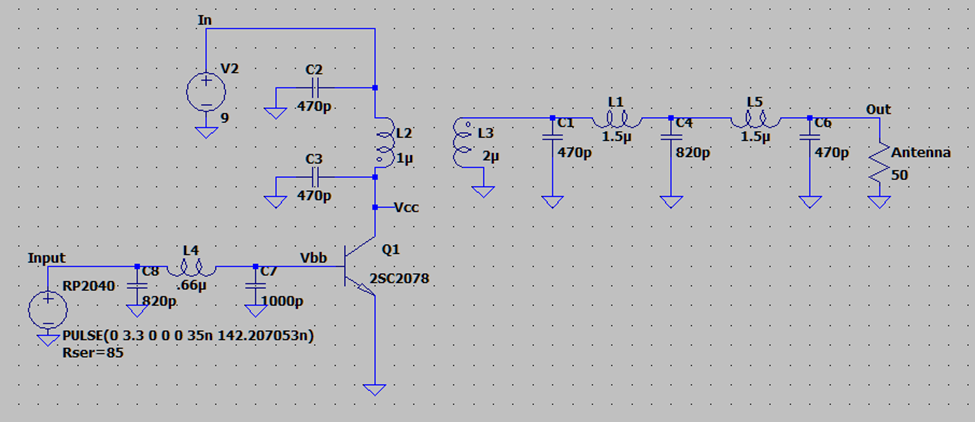 In
V2
9
C2
470p
L2
1µ
C3
470p
Vcc
L3
2µ
C1
470p
L1
1.5µ
C4
820p
L5
1.5µ
C6
470p
Out
Antenna
50
Input
RP2040
C8
820p
L4
.66µ
C7
1000p
Vbb
Q1
2SC2078
PULSE(0 3.3 0 0 0 35n 142.207053n)
Rser=85